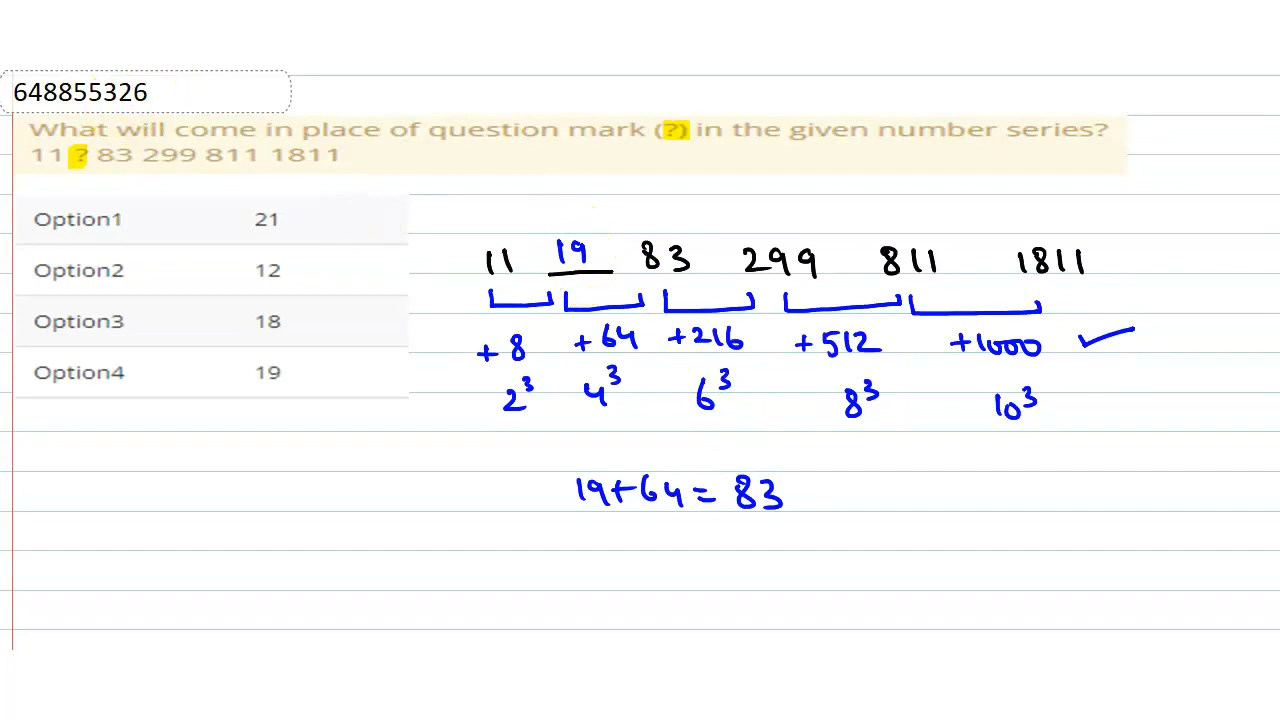 648855326
What will come in place of question mark (?) in the given number series?
11 ? 83 299 811 1811
Option1 21
Option2 12
Option3 18
Option4 19
11 19 83 299 811 1811
+8 +64 +216 +512 +1000 ✓
2³ 4³ 6³ 8³ 10³
19+64=83